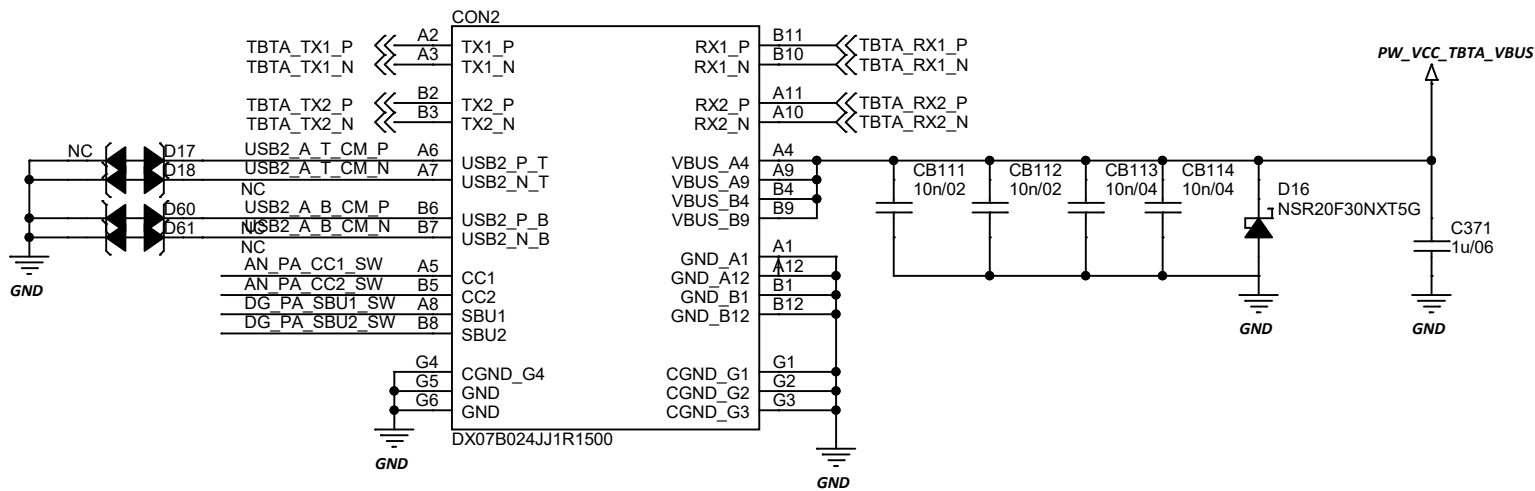 CON2
TBTA_TX1_P A2 TX1_P RX1_P B11 TBTA_RX1_P
TBTA_TX1_N A3 TX1_N RX1_N B10 TBTA_RX1_N
PW_VCC_TBTA_VBUS
TBTA_TX2_P B2 TX2_P RX2_P A11 TBTA_RX2_P
TBTA_TX2_N B3 TX2_N RX2_N A10 TBTA_RX2_N
NC D17 USB2_A_T_CM_P A6 USB2_P_T VBUS_A4 A4
D18 USB2_A_T_CM_N A7 USB2_N_T VBUS_A9 A9
NC
CB111 CB112 CB113 CB114
10n/02 10n/02 10n/04 10n/04
D16
NSR20F30NXT5G
VBUS_B4 B4
D60 USB2_A_B_CM_P B6 USB2_P_B VBUS_B9 B9
D61 USB2_A_B_CM_N B7 USB2_N_B
NC
NC
C371
1u/06
GND_A1 A1
AN_PA_CC1_SW A5 CC1 GND_A12 A12
AN_PA_CC2_SW B5 CC2 GND_B1 B1
DG_PA_SBU1_SW A8 SBU1 GND_B12 B12
DG_PA_SBU2_SW B8 SBU2
GND
GND
GND
G4 CGND_G4 CGND_G1 G1
G5 GND CGND_G2 G2
G6 GND CGND_G3 G3
DX07B024JJ1R1500
GND
GND